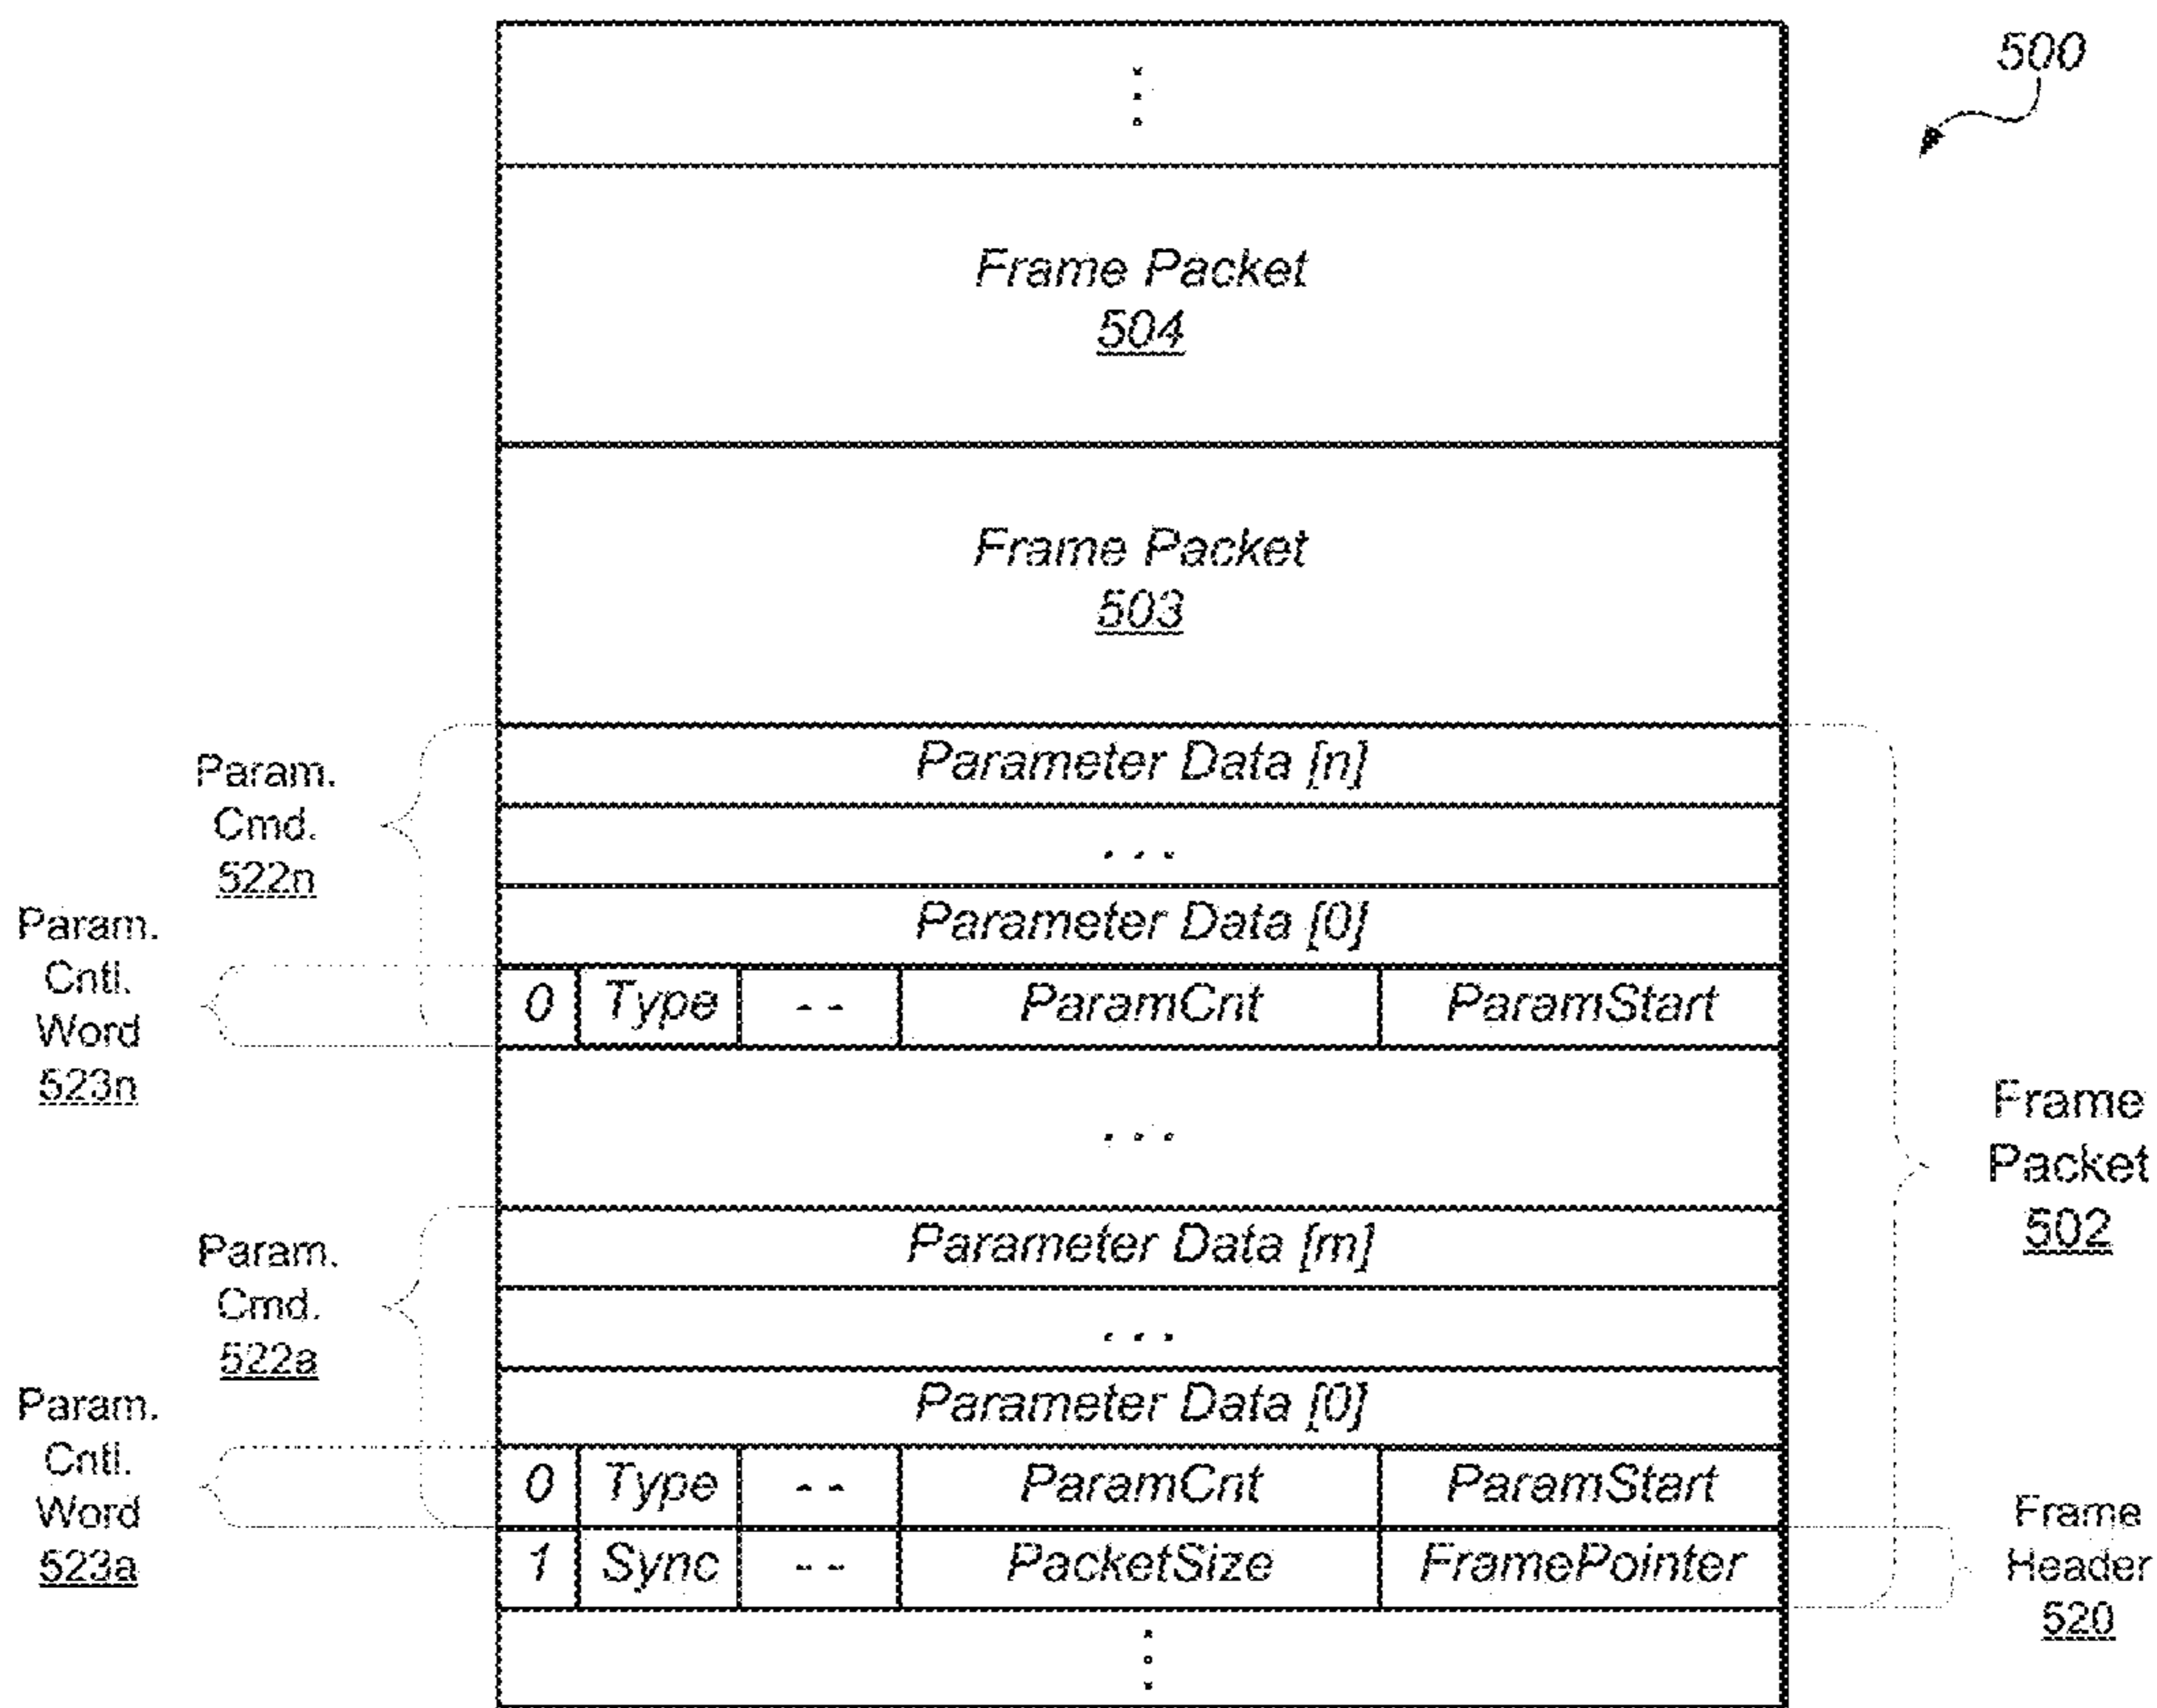 500
Frame Packet
504
Frame Packet
503
Param.
Cmd.
522n
Parameter Data [n]
. . .
Parameter Data [0]
Param.
Cntl.
Word
523n
0 Type - - ParamCnt ParamStart
. . .
Frame
Packet
502
Param.
Cmd.
522a
Parameter Data [m]
. . .
Parameter Data [0]
Param.
Cntl.
Word
523a
0 Type - - ParamCnt ParamStart
1 Sync - - PacketSize FramePointer
Frame
Header
520